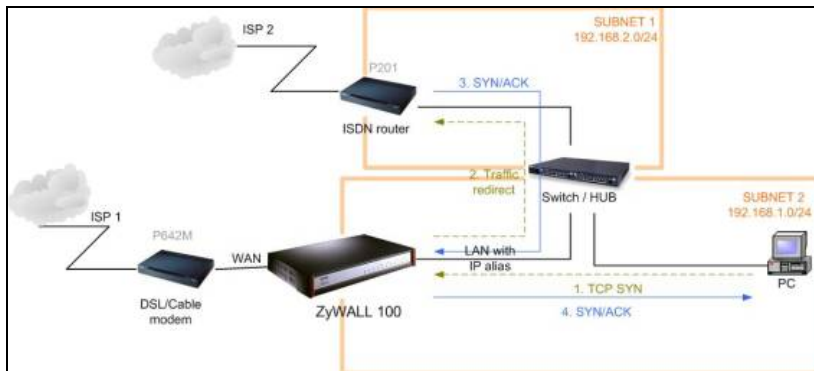 ISP 2
SUBNET 1
192.168.2.0/24
P201
3. SYN/ACK
ISDN router
2. Traffic
redirect
Switch / HUB
SUBNET 2
192.168.1.0/24
ISP 1
P642M
WAN
LAN with
IP alias
PC
DSL/Cable
modem
ZyWALL 100
1. TCP SYN
4. SYN/ACK